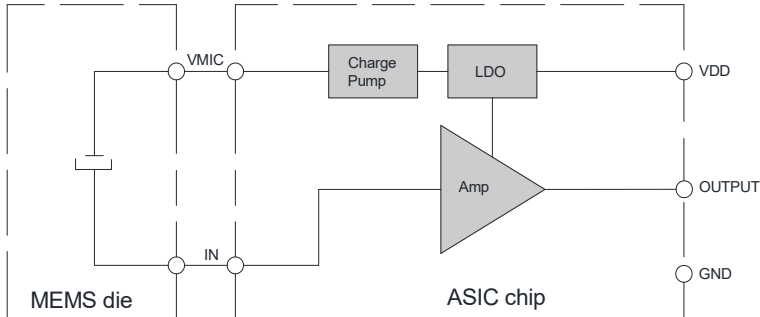 VMIC
Charge
Pump
LDO
VDD
Amp
OUTPUT
IN
GND
MEMS die
ASIC chip